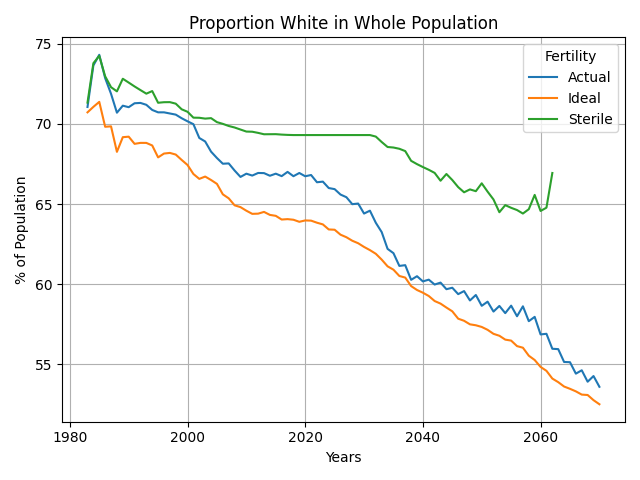 Proportion White in Whole Population
% of Population
75
70
65
60
55
Fertility
Actual
Ideal
Sterile
1980
2000
2020
2040
2060
Years